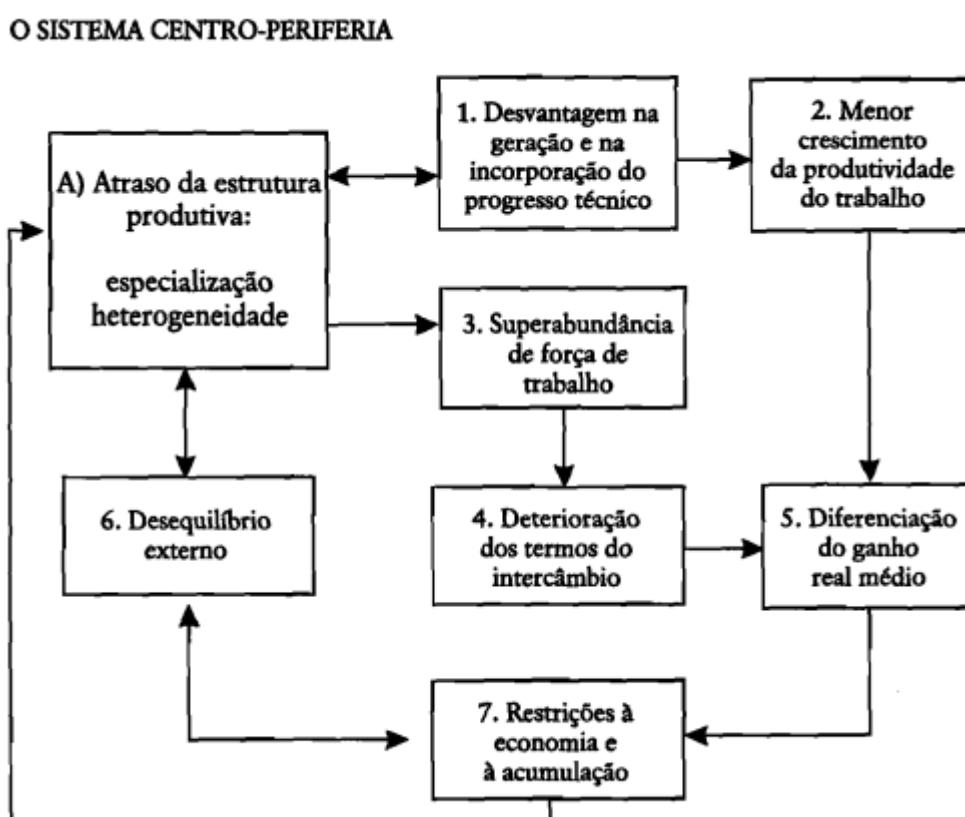 O SISTEMA CENTRO-PERIFERIA
A) Atraso da estrutura
produtiva:
especialização
heterogeneidade
1. Desvantagem na
geração e na
incorporação do
progresso técnico
2. Menor
crescimento
da produtividade
do trabalho
3. Superabundância
de força de
trabalho
4. Deterioração
dos termos do
intercâmbio
5. Diferenciação
do ganho
real médio
6. Desequilíbrio
externo
7. Restrições à
economia e
à acumulação